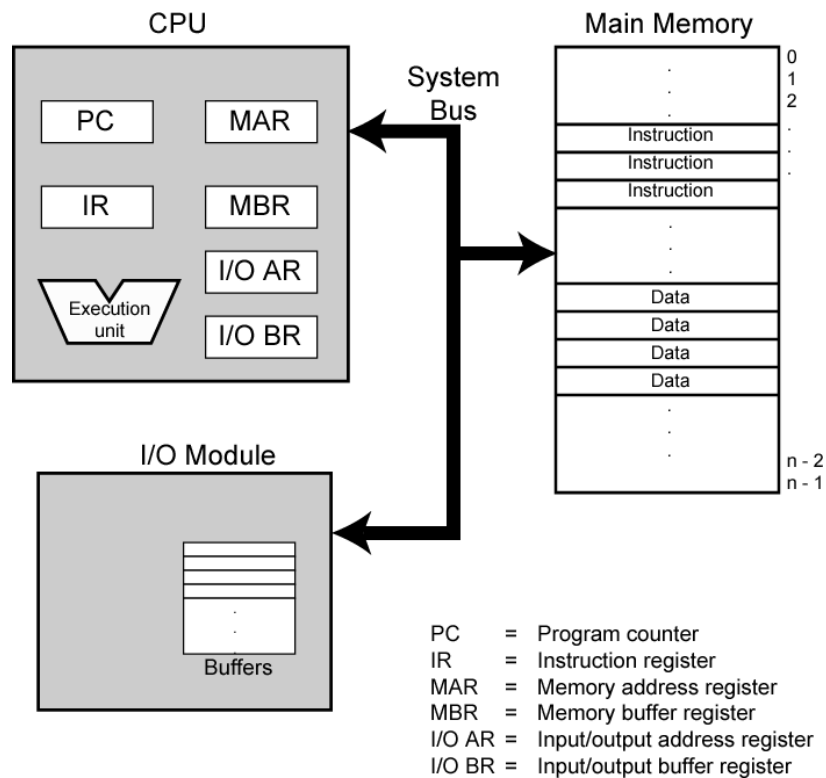 CPU
PC
MAR
IR
MBR
I/O AR
I/O BR
Execution
unit
System
Bus
Main Memory
0
1
2
.
.
.
.
.
.
Instruction
Instruction
Instruction
.
.
.
Data
Data
Data
Data
.
.
.
n - 2
n - 1
I/O Module
.
.
.
Buffers
PC = Program counter
IR = Instruction register
MAR = Memory address register
MBR = Memory buffer register
I/O AR = Input/output address register
I/O BR = Input/output buffer register